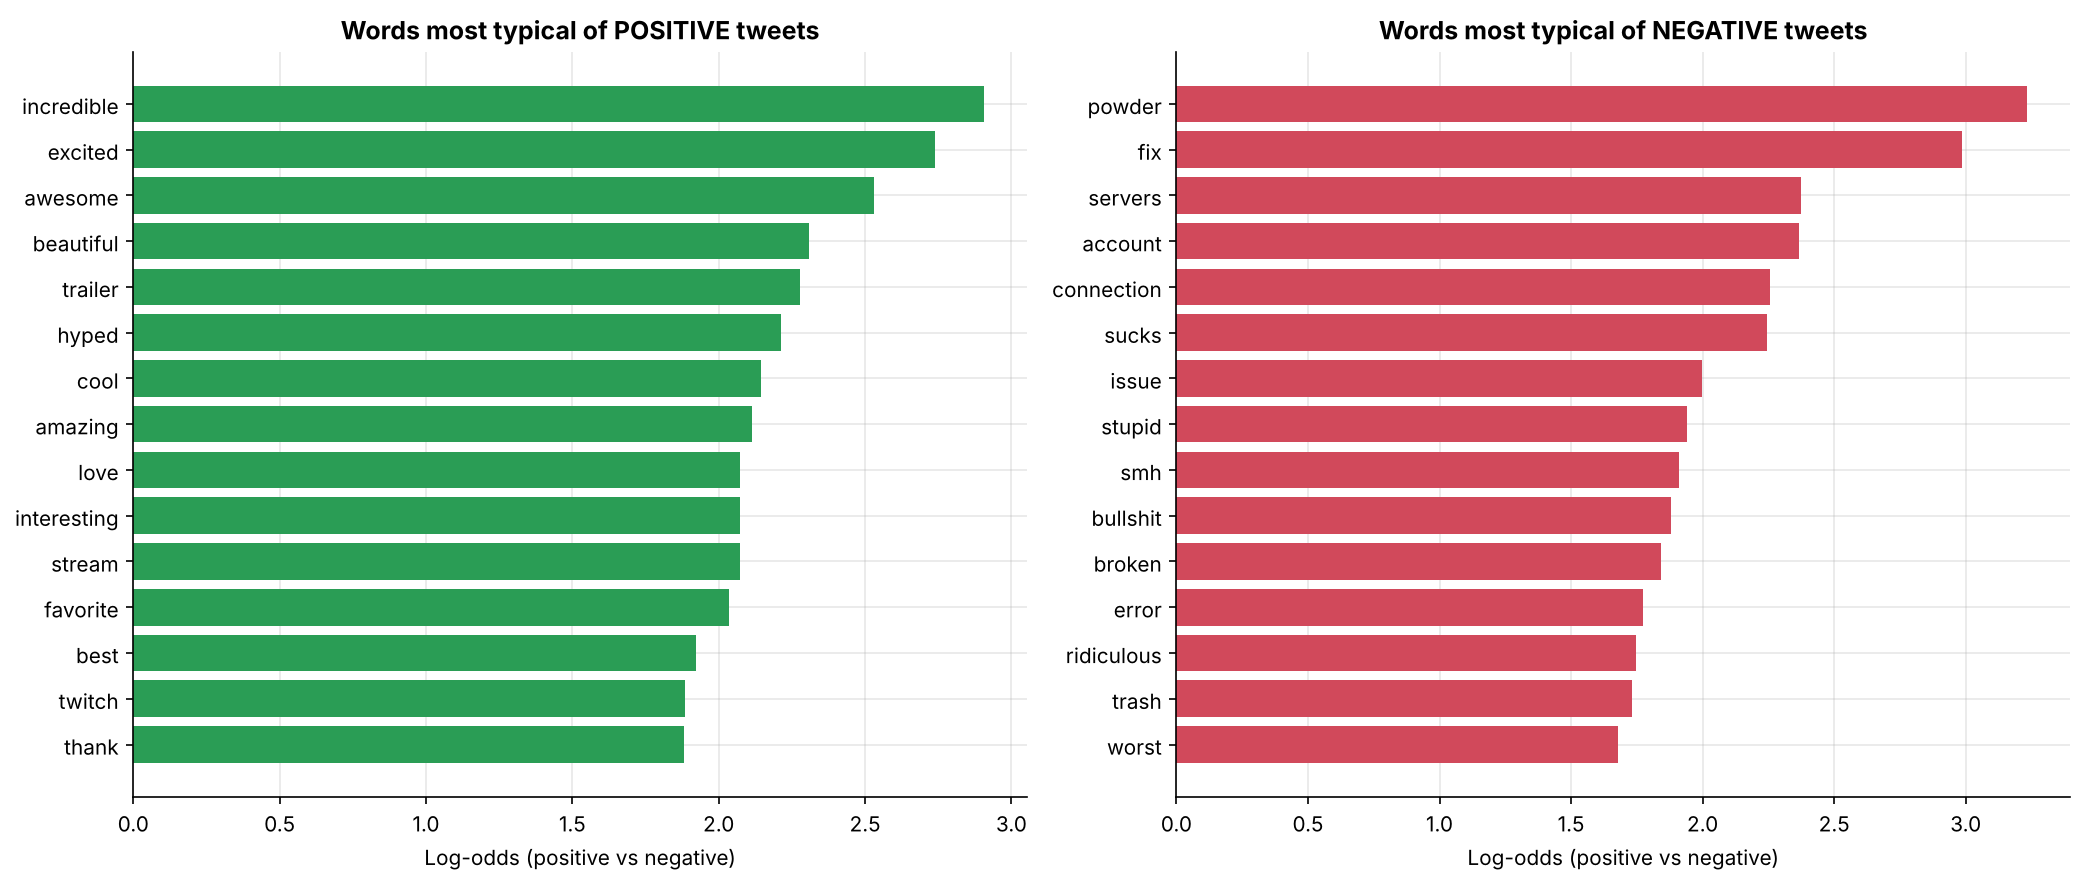 Words most typical of POSITIVE tweets
incredible
excited
awesome
beautiful
trailer
hyped
cool
amazing
love
interesting
stream
favorite
best
twitch
thank
0.0 0.5 1.0 1.5 2.0 2.5 3.0
Log-odds (positive vs negative)
Words most typical of NEGATIVE tweets
powder
fix
servers
account
connection
sucks
issue
stupid
smh
bullshit
broken
error
ridiculous
trash
worst
0.0 0.5 1.0 1.5 2.0 2.5 3.0
Log-odds (positive vs negative)